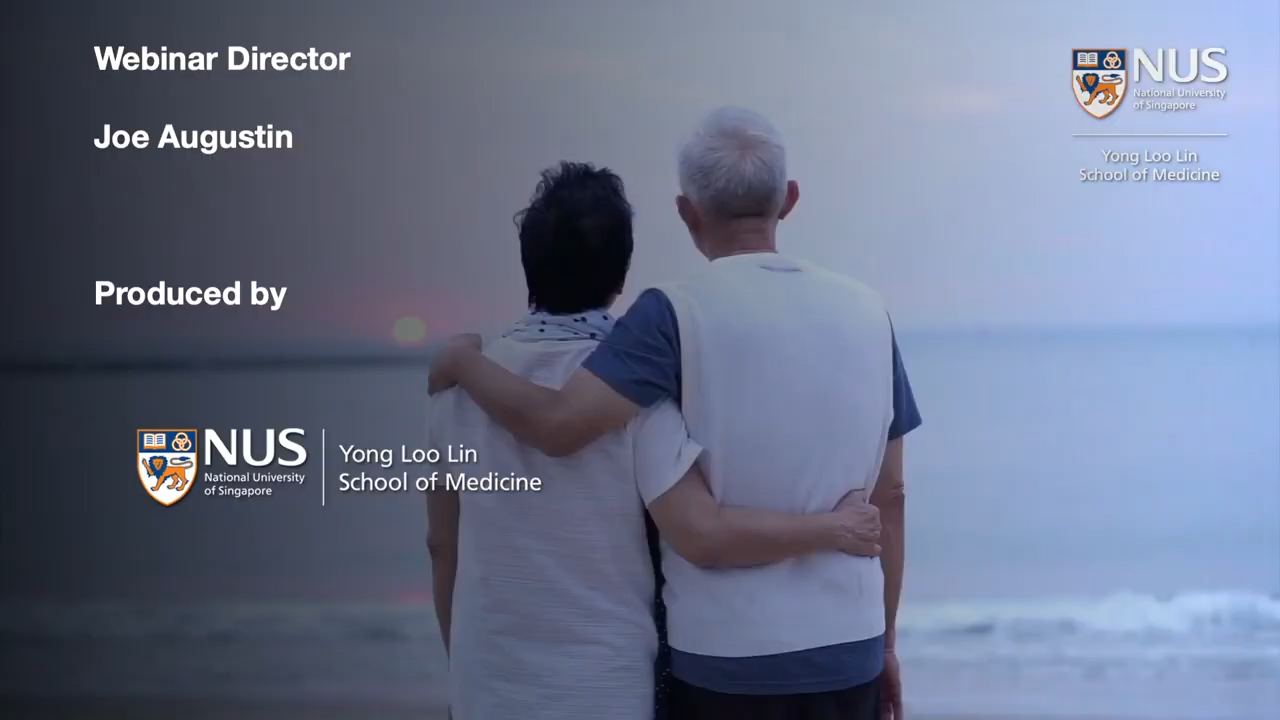 Webinar Director
Joe Augustin
Produced by
NUS
National University
of Singapore
Yong Loo Lin
School of Medicine
NUS
National University
of Singapore
Yong Loo Lin
School of Medicine